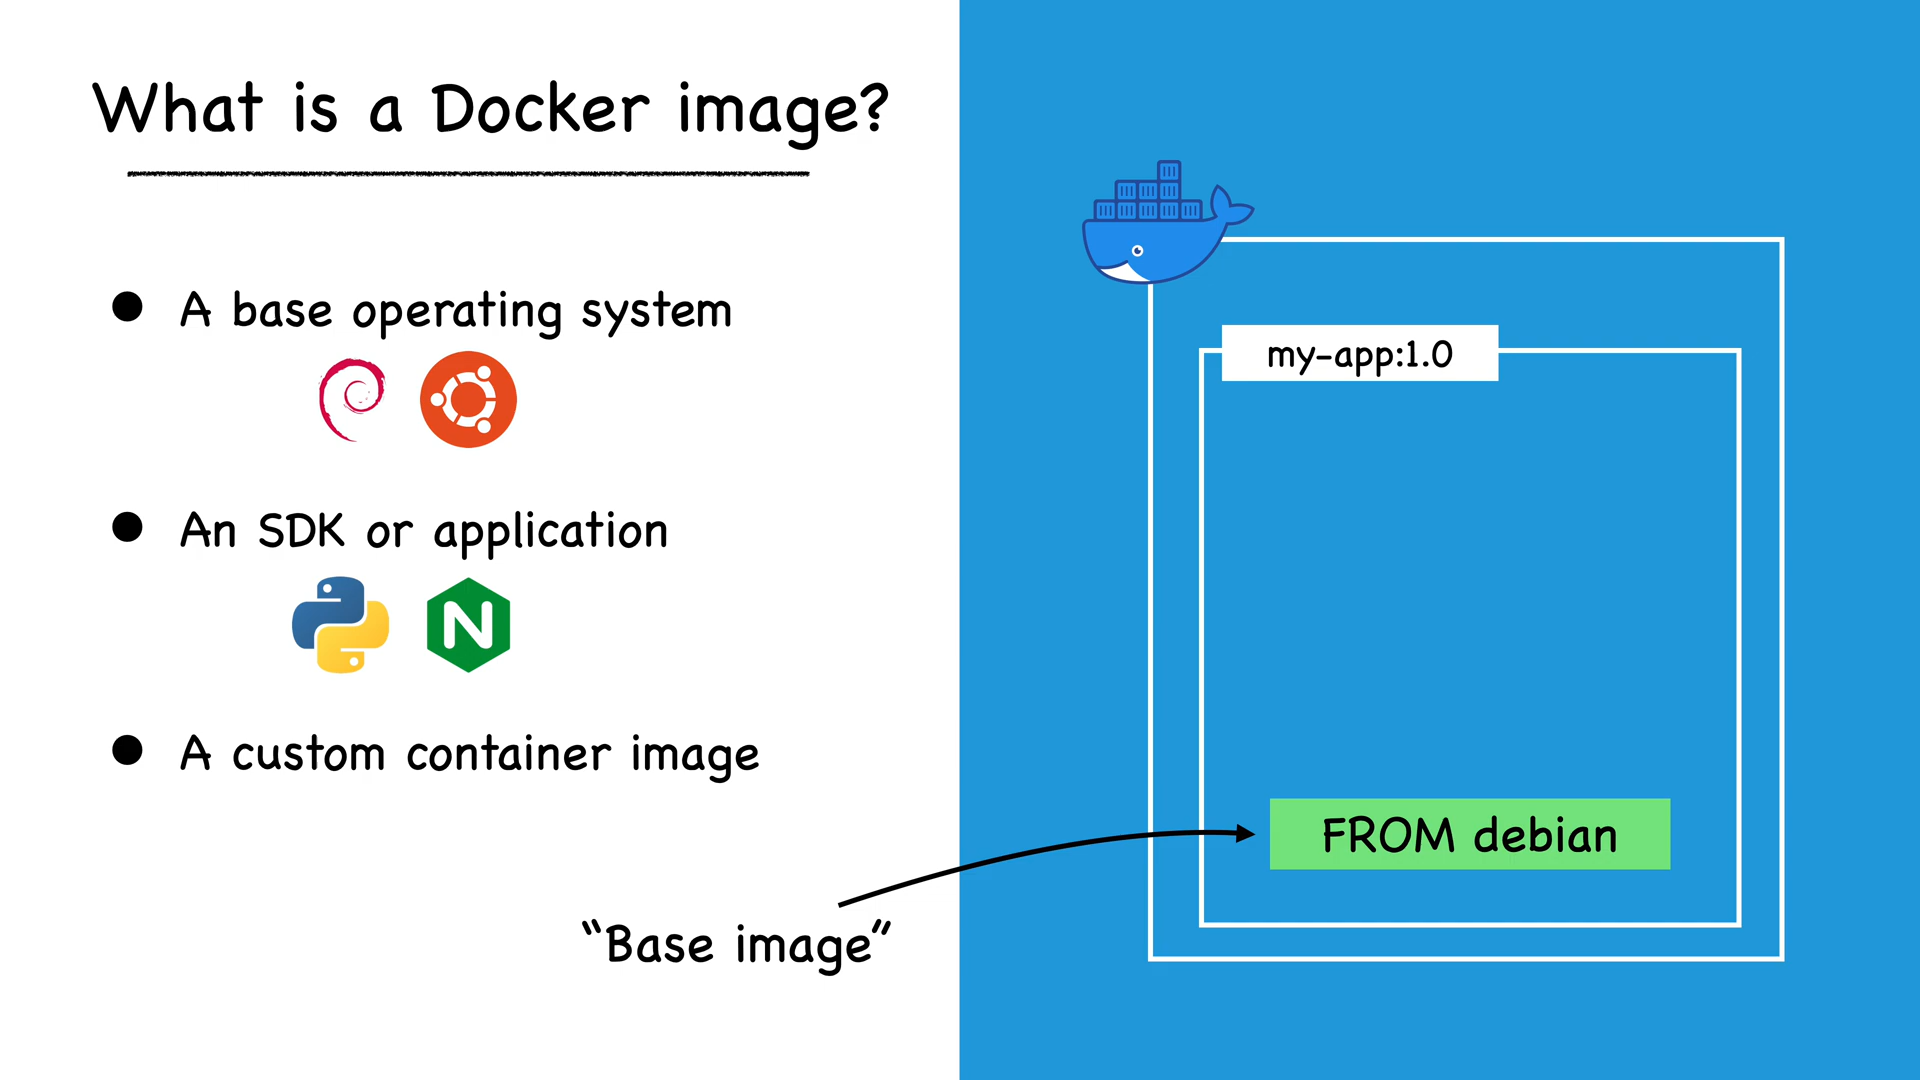 What is a Docker image?
A base operating system
An SDK or application
N
A custom container image
"Base image"
my-app:1.0
FROM debian